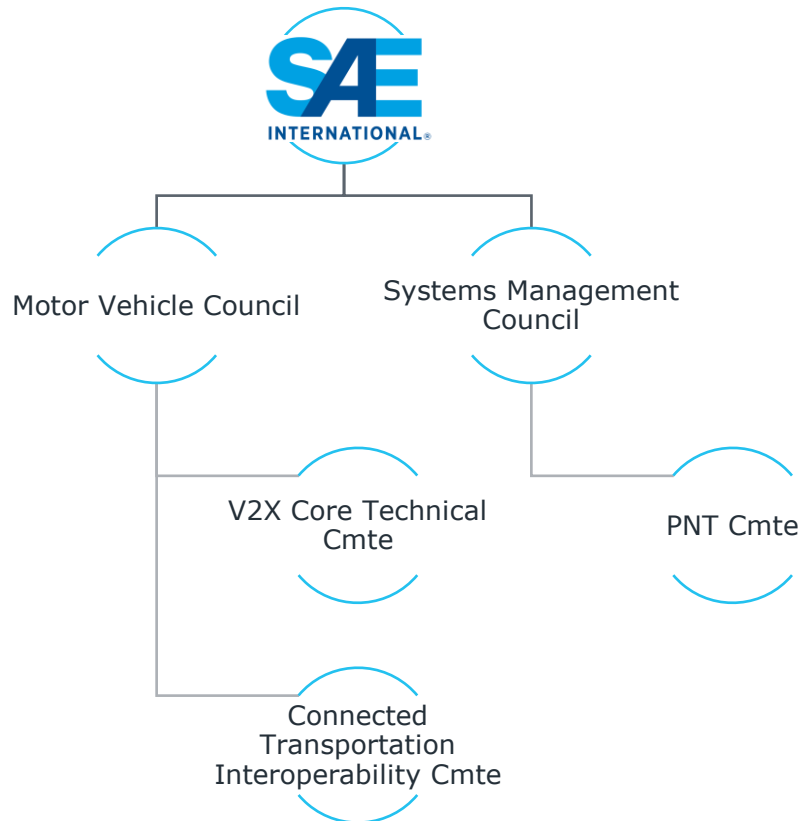 SAE
INTERNATIONAL®
Motor Vehicle Council
Systems Management
Council
V2X Core Technical
Cmte
PNT Cmte
Connected
Transportation
Interoperability Cmte